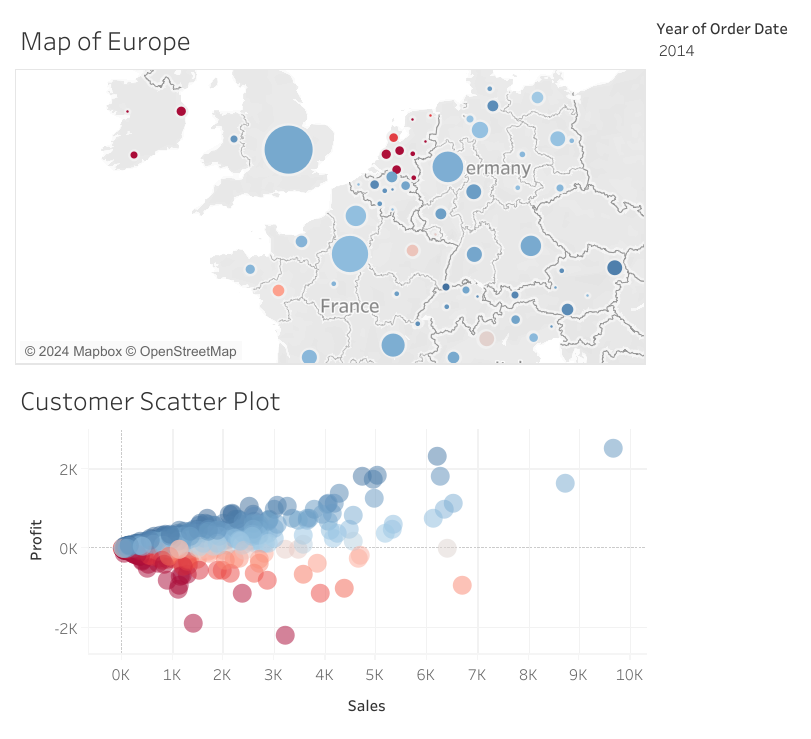 Map of Europe
Year of Order Date
2014
ermany
France
© 2024 Mapbox © OpenStreetMap
Customer Scatter Plot
Profit
2K
0K
-2K
0K 1K 2K 3K 4K 5K 6K 7K 8K 9K 10K
Sales